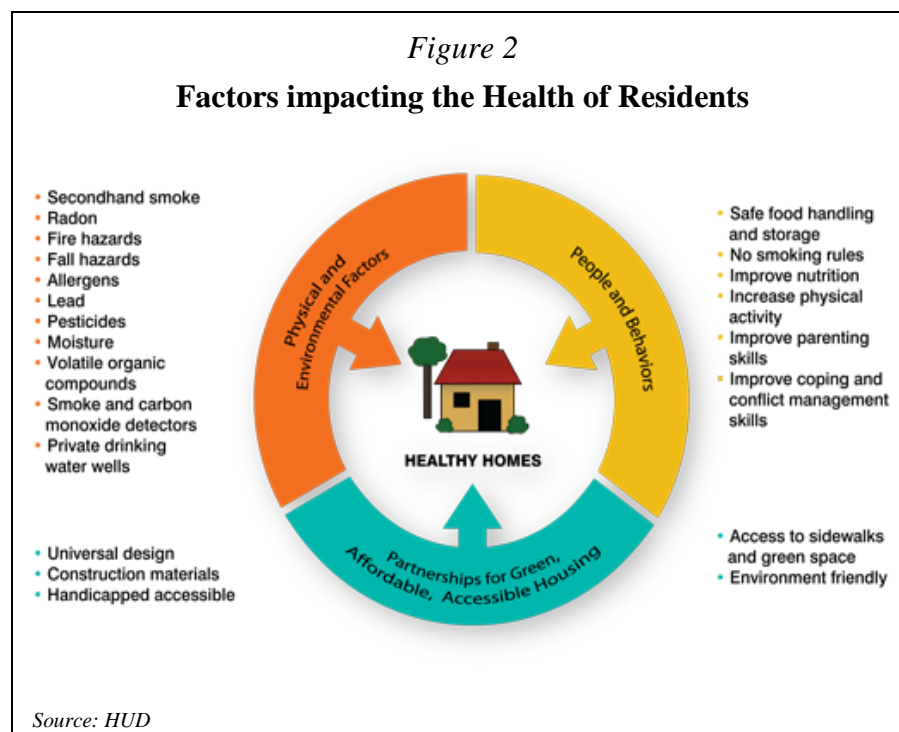 Figure 2
Factors impacting the Health of Residents
• Secondhand smoke
• Radon
• Fire hazards
• Fall hazards
• Allergens
• Lead
• Pesticides
• Moisture
• Volatile organic
compounds
• Smoke and carbon
monoxide detectors
• Private drinking
water wells
Physical and
Environmental Factors
People and Behaviors
• Safe food handling
and storage
• No smoking rules
• Improve nutrition
• Increase physical
activity
• Improve parenting
skills
• Improve coping and
conflict management
skills
HEALTHY HOMES
• Universal design
• Construction materials
• Handicapped accessible
Partnerships for Green,
Affordable, Accessible Housing
• Access to sidewalks
and green space
• Environment friendly
Source: HUD